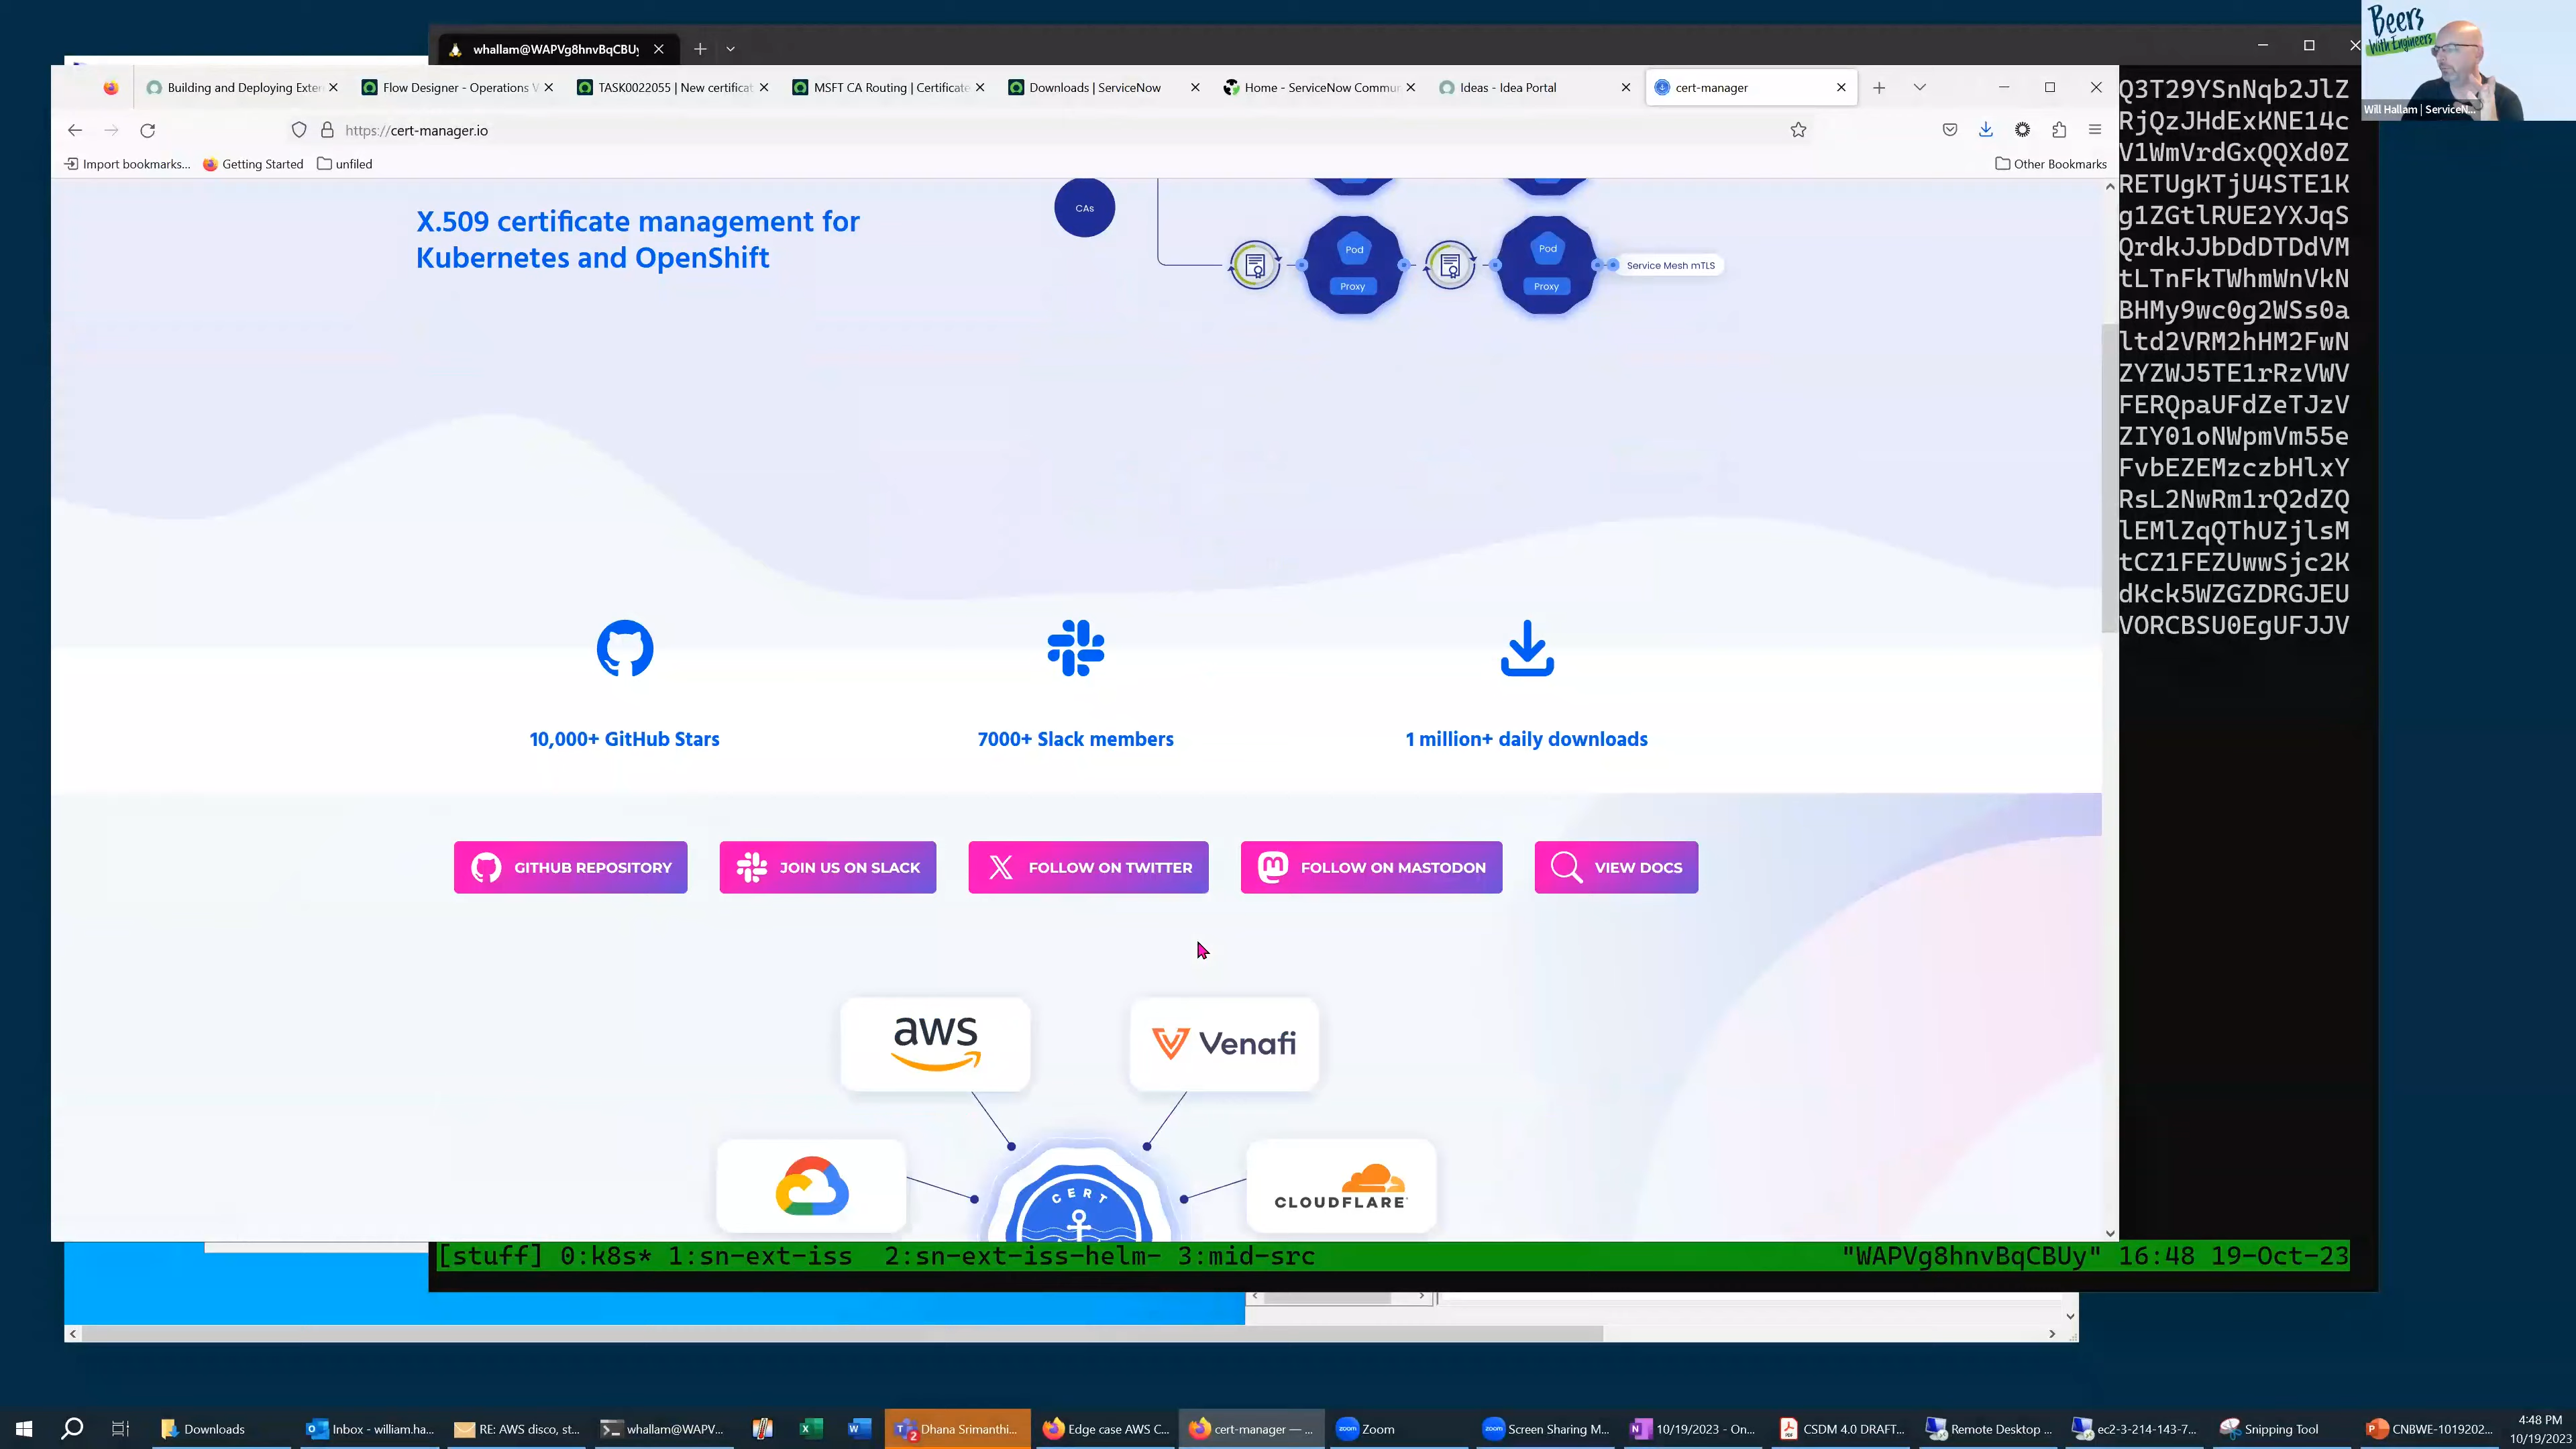 Beers
With Engineers
Will Hallam | ServiceN...
whallam@WAPVg8hnvBqCBUy
Building and Deploying Exter
Flow Designer - Operations V
TASK0022055 | New certificat
MSFT CA Routing | Certificate
Downloads | ServiceNow
Home - ServiceNow Commun
Ideas - Idea Portal
cert-manager
https://cert-manager.io
Import bookmarks...
Getting Started
unfiled
Other Bookmarks
X.509 certificate management for
Kubernetes and OpenShift
CAs
Pod
Proxy
Pod
Proxy
Service Mesh mTLS
10,000+ GitHub Stars
7000+ Slack members
1 million+ daily downloads
GITHUB REPOSITORY
JOIN US ON SLACK
FOLLOW ON TWITTER
FOLLOW ON MASTODON
VIEW DOCS
aws
Venafi
CLOUDFLARE
CERT
Q3T29YSnNqb2JlZ
RjQzJHdExKNE14c
V1WmVrdGxQQXd0Z
RETUgKTjU4STE1K
g1ZGtlRUE2YXJqS
QrdkJJbDdDTDdVM
tLTnFkTWhmWnVkN
BHMy9wc0g2WSs0a
ltd2VRM2hHM2FwN
ZYZWJ5TE1rRzVWV
FERQpaUFdZeTJzV
ZIY01oNWpmVm55e
FvbEZEMzczbHlxY
RsL2NwRm1rQ2dZQ
lEMlZqQThUZjlsM
tCZ1FEZUwwSjc2K
dKck5WZGZDRGJEU
VORCBSU0EgUFJJV
[stuff] 0:k8s* 1:sn-ext-iss 2:sn-ext-iss-helm- 3:mid-src
"WAPVg8hnvBqCBUy" 16:48 19-Oct-23
Downloads
Inbox - william.ha...
RE: AWS disco, st...
whallam@WAPV...
Dhana Srimanthi...
2
Edge case AWS C...
cert-manager — ...
Zoom
Screen Sharing M...
10/19/2023 - On...
CSDM 4.0 DRAFT...
Remote Desktop ...
ec2-3-214-143-7...
Snipping Tool
CNBWE-1019202...
4:48 PM
10/19/2023